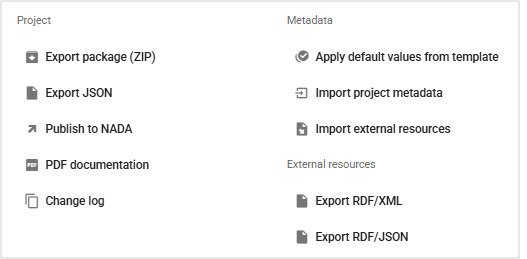 Project
Export package (ZIP)
Export JSON
Publish to NADA
PDF PDF documentation
Change log
Metadata
Apply default values from template
Import project metadata
Import external resources
External resources
Export RDF/XML
Export RDF/JSON